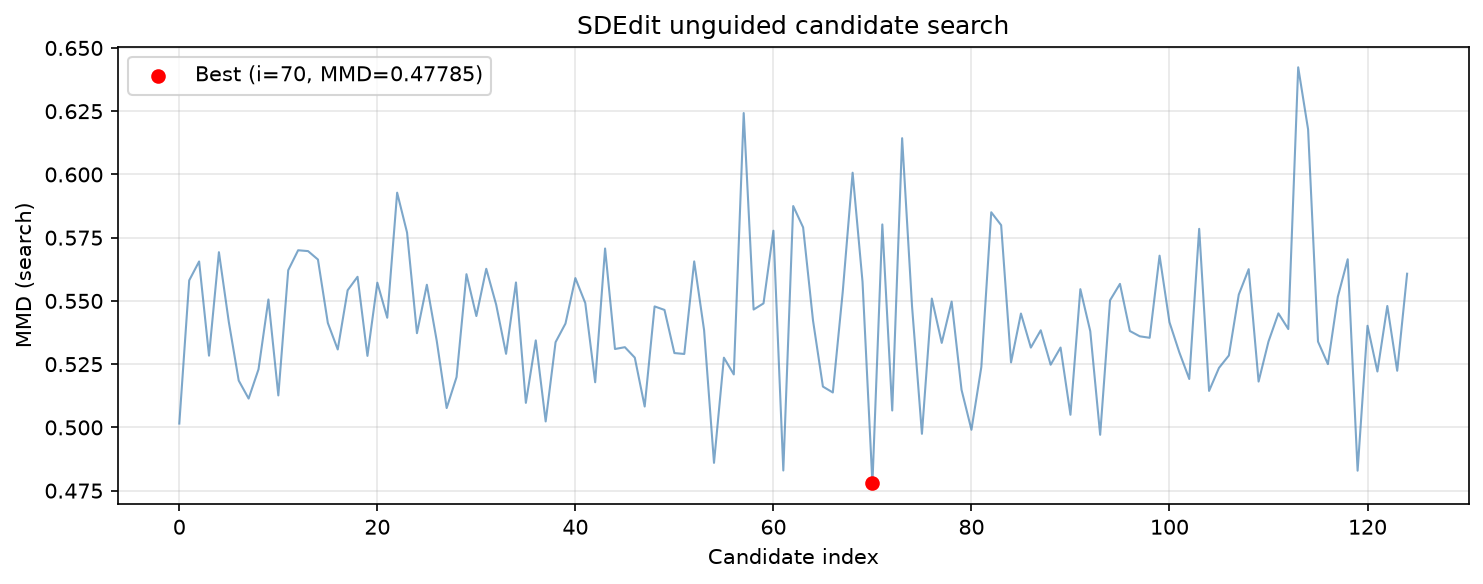 SDEdit unguided candidate search
Best (i=70, MMD=0.47785)
MMD (search)
0.650
0.625
0.600
0.575
0.550
0.525
0.500
0.475
0 20 40 60 80 100 120
Candidate index